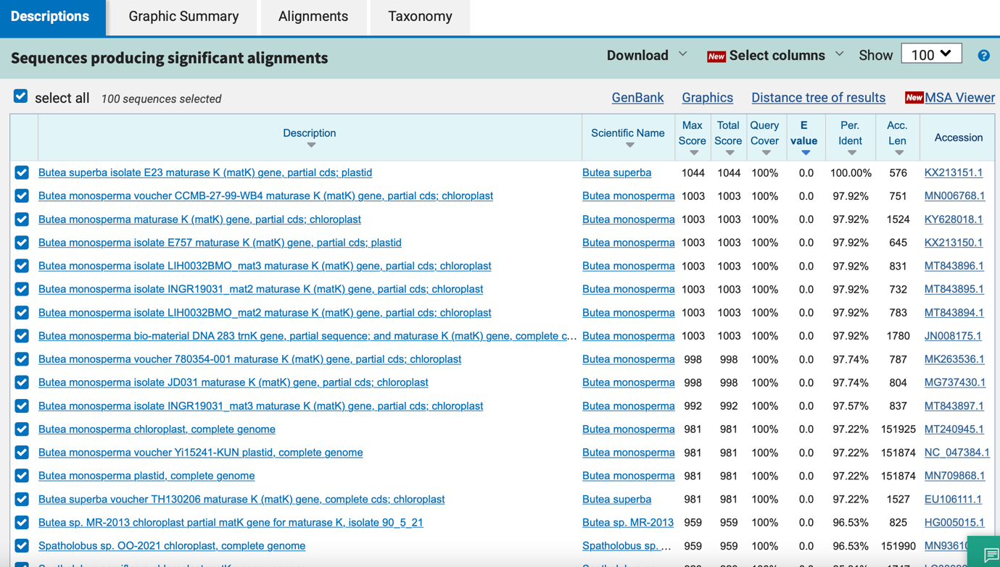 Descriptions Graphic Summary Alignments Taxonomy
Sequences producing significant alignments Download New Select columns Show 100 ?
select all 100 sequences selected GenBank Graphics Distance tree of results New MSA Viewer
Description Scientific Name Max Score Total Score Query Cover E value Per. Ident Acc. Len Accession
Butea superba isolate E23 maturase K (matK) gene, partial cds; plastid Butea superba 1044 1044 100% 0.0 100.00% 576 KX213151.1
Butea monosperma voucher CCMB-27-99-WB4 maturase K (matK) gene, partial cds; chloroplast Butea monosperma 1003 1003 100% 0.0 97.92% 751 MN006768.1
Butea monosperma maturase K (matK) gene, partial cds; chloroplast Butea monosperma 1003 1003 100% 0.0 97.92% 1524 KY628018.1
Butea monosperma isolate E757 maturase K (matK) gene, partial cds; plastid Butea monosperma 1003 1003 100% 0.0 97.92% 645 KX213150.1
Butea monosperma isolate LIH0032BMO_mat3 maturase K (matK) gene, partial cds; chloroplast Butea monosperma 1003 1003 100% 0.0 97.92% 831 MT843896.1
Butea monosperma isolate INGR19031_mat2 maturase K (matK) gene, partial cds; chloroplast Butea monosperma 1003 1003 100% 0.0 97.92% 732 MT843895.1
Butea monosperma isolate LIH0032BMO_mat2 maturase K (matK) gene, partial cds; chloroplast Butea monosperma 1003 1003 100% 0.0 97.92% 783 MT843894.1
Butea monosperma bio-material DNA 283 trnK gene, partial sequence; and maturase K (matK) gene, complete c... Butea monosperma 1003 1003 100% 0.0 97.92% 1780 JN008175.1
Butea monosperma voucher 780354-001 maturase K (matK) gene, partial cds; chloroplast Butea monosperma 998 998 100% 0.0 97.74% 787 MK263536.1
Butea monosperma isolate JD031 maturase K (matK) gene, partial cds; chloroplast Butea monosperma 998 998 100% 0.0 97.74% 804 MG737430.1
Butea monosperma isolate INGR19031_mat3 maturase K (matK) gene, partial cds; chloroplast Butea monosperma 992 992 100% 0.0 97.57% 837 MT843897.1
Butea monosperma chloroplast, complete genome Butea monosperma 981 981 100% 0.0 97.22% 151925 MT240945.1
Butea monosperma voucher Yi15241-KUN plastid, complete genome Butea monosperma 981 981 100% 0.0 97.22% 151874 NC_047384.1
Butea monosperma plastid, complete genome Butea monosperma 981 981 100% 0.0 97.22% 151874 MN709868.1
Butea superba voucher TH130206 maturase K (matK) gene, complete cds; chloroplast Butea superba 981 981 100% 0.0 97.22% 1527 EU106111.1
Butea sp. MR-2013 chloroplast partial matK gene for maturase K, isolate 90_5_21 Butea sp. MR-2013 959 959 100% 0.0 96.53% 825 HG005015.1
Spatholobus sp. OO-2021 chloroplast, complete genome Spatholobus sp. ... 959 959 100% 0.0 96.53% 151990 MN9361